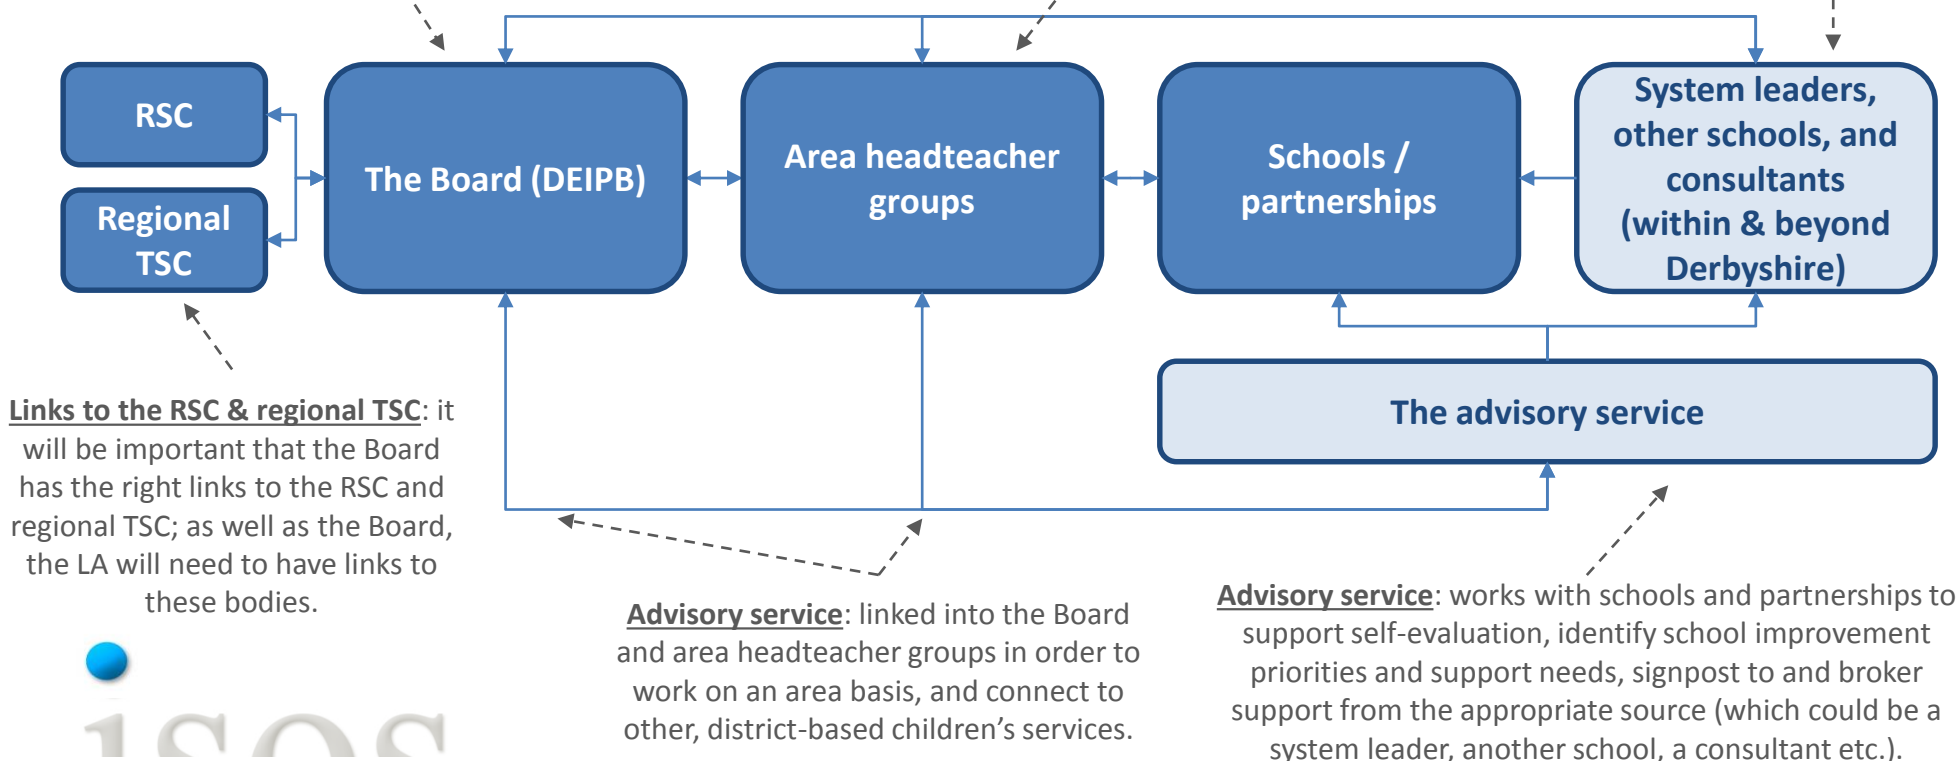 RSC
Regional
TSC
The Board (DEIPB)
Area headteacher
groups
Schools /
partnerships
System leaders,
other schools, and
consultants
(within & beyond
Derbyshire)
The advisory service
Links to the RSC & regional TSC: it
will be important that the Board
has the right links to the RSC and
regional TSC; as well as the Board,
the LA will need to have links to
these bodies.
Advisory service: linked into the Board
and area headteacher groups in order to
work on an area basis, and connect to
other, district-based children’s services.
Advisory service: works with schools and partnerships to
support self-evaluation, identify school improvement
priorities and support needs, signpost to and broker
support from the appropriate source (which could be a
system leader, another school, a consultant etc.).
isos